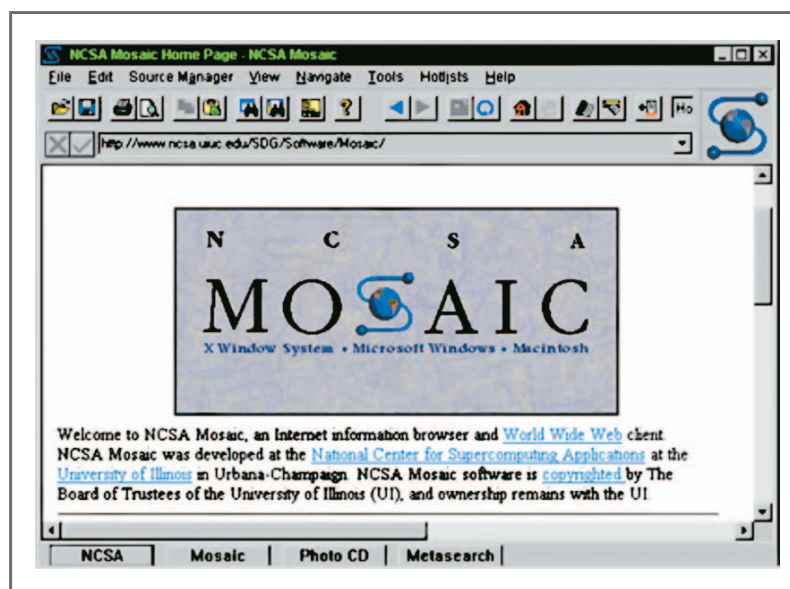 NCSA Mosaic Home Page - NCSA Mosaic
File Edit Source Manager View Navigate Tools Hotlists Help
Ho
http://www.ncsa.uiuc.edu/SDG/Software/Mosaic/
N C S A
MOSAIC
X Window System • Microsoft Windows • Macintosh
Welcome to NCSA Mosaic, an Internet information browser and World Wide Web client.
NCSA Mosaic was developed at the National Center for Supercomputing Applications at the
University of Illinois in Urbana-Champaign. NCSA Mosaic software is copyrighted by The
Board of Trustees of the University of Illinois (UI), and ownership remains with the UI.
NCSA Mosaic Photo CD Metasearch